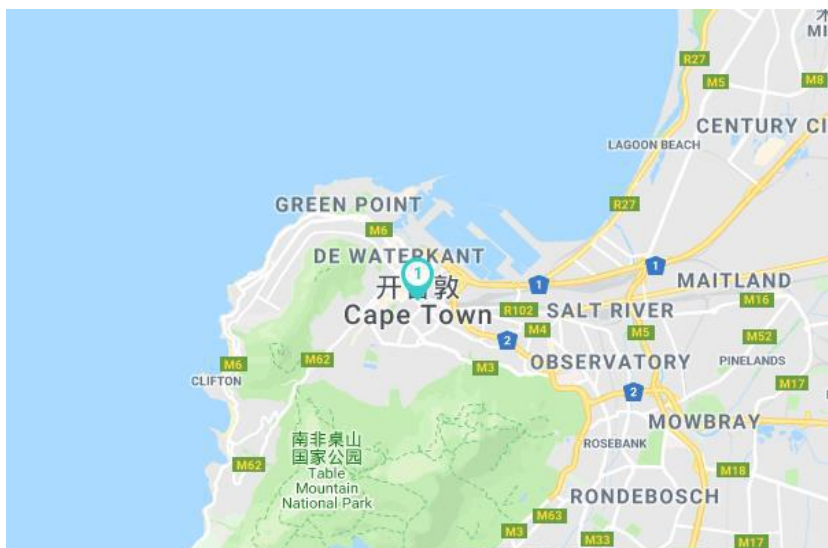 R27
M5
M8
CENTURY CI
LAGOON BEACH
GREEN POINT
R27
M6
DE WATERKANT
1
1
开普敦
Cape Town
1
MAITLAND
M16
R102
SALT RIVER
M4
M5
M52
2
OBSERVATORY
PINELANDS
M6
M62
M3
M17
CLIFTON
2
MOWBRAY
南非桌山
国家公园
Table
Mountain
National Park
ROSEBANK
M62
M18
RONDEBOSCH
M63
M3
M33
M17